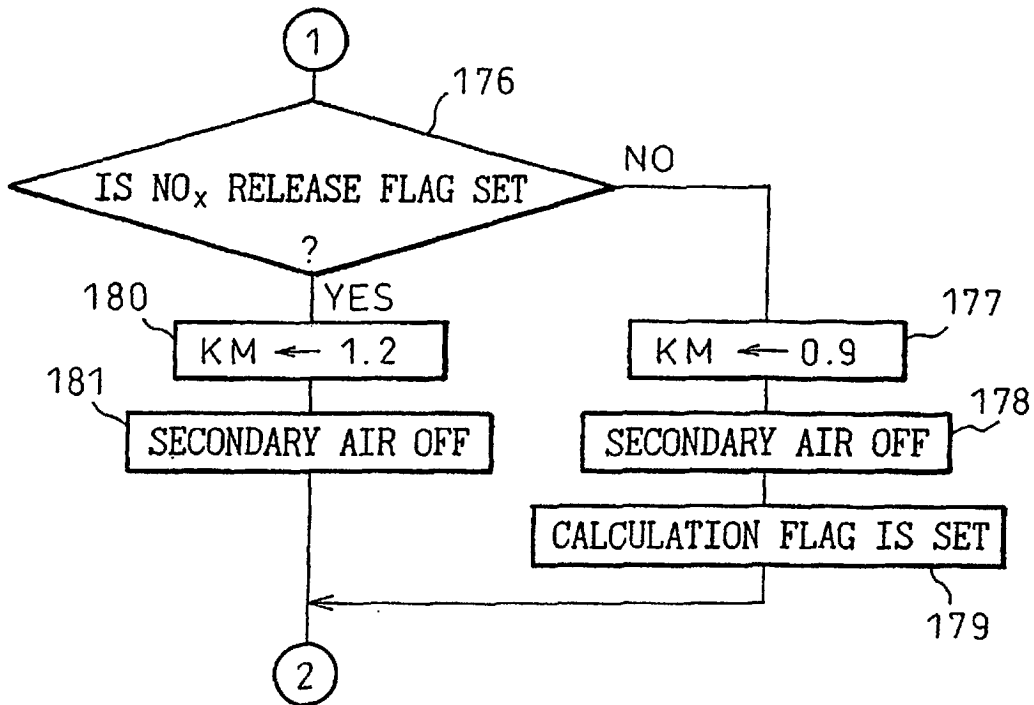 1
176
IS NOx RELEASE FLAG SET
?
NO
YES
180
KM ← 1.2
177
KM ← 0.9
181
SECONDARY AIR OFF
178
SECONDARY AIR OFF
CALCULATION FLAG IS SET
179
2